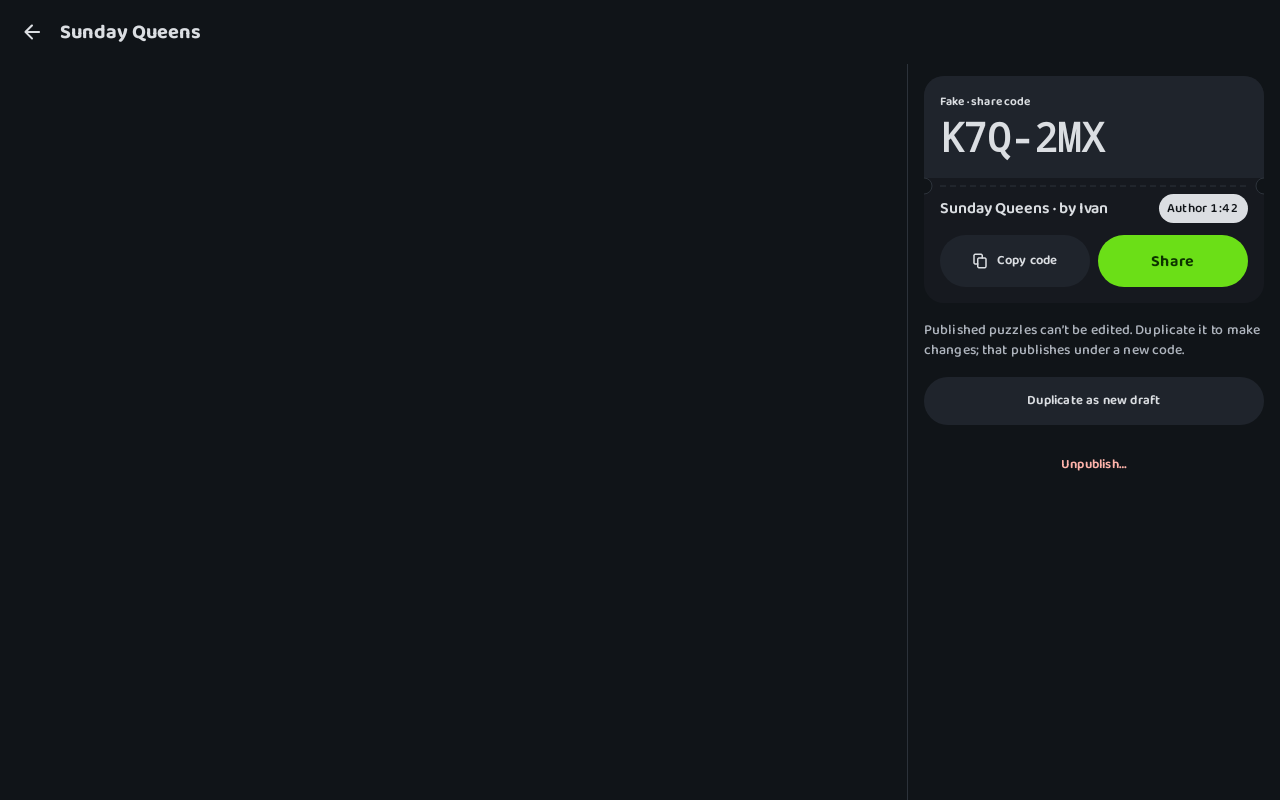 Sunday Queens
Fake · share code
K7Q-2MX
Sunday Queens · by Ivan
Author 1:42
Copy code
Share
Published puzzles can't be edited. Duplicate it to make
changes; that publishes under a new code.
Duplicate as new draft
Unpublish…